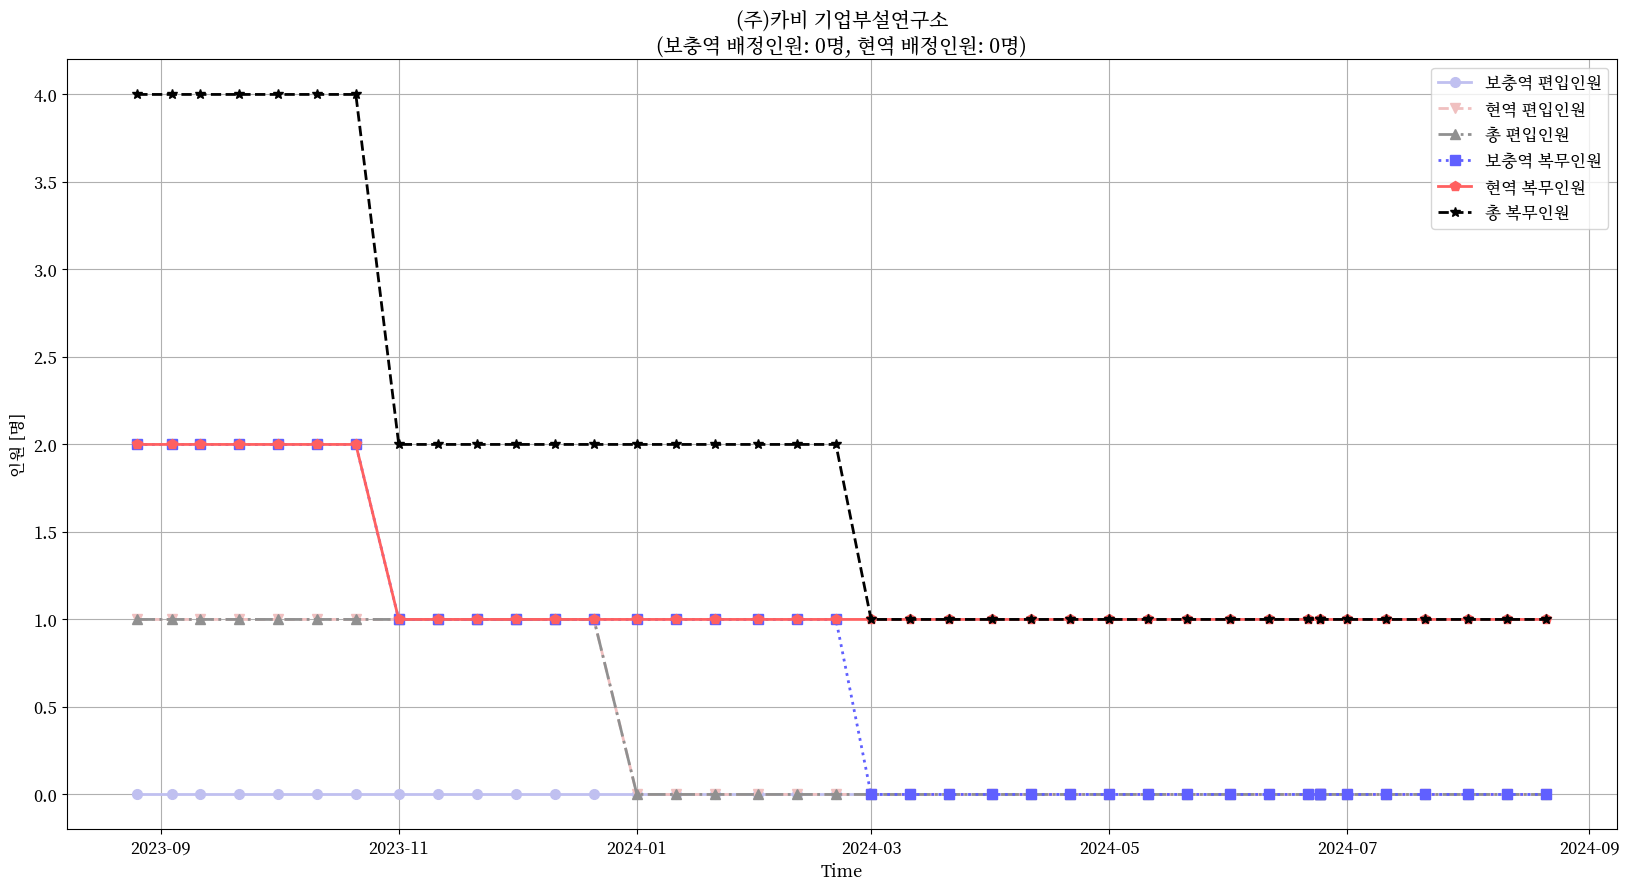 (주)카비 기업부설연구소
(보충역 배정인원: 0명, 현역 배정인원: 0명)
보충역 편입인원
현역 편입인원
총 편입인원
보충역 복무인원
현역 복무인원
총 복무인원
인원 [명]
4.0
3.5
3.0
2.5
2.0
1.5
1.0
0.5
0.0
2023-09
2023-11
2024-01
2024-03
2024-05
2024-07
2024-09
Time